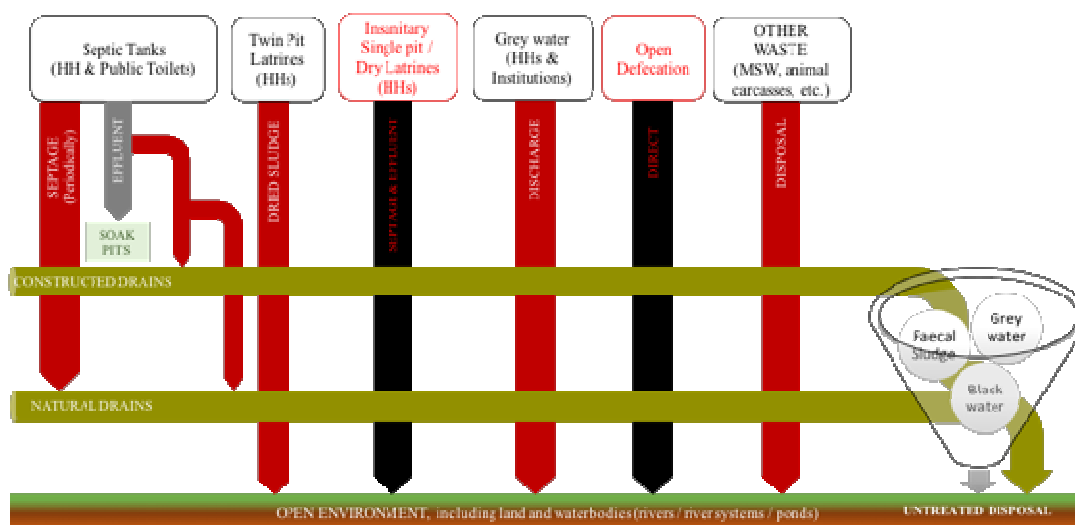 Septic Tanks
(HH & Public Toilets)
Twin Pit
Latrires
(HHs)
Insanitary
Single pit /
Dry Latrines
(HHs)
Grey water
(HHs &
Institutions)
Open
Defecation
OTHER
WASTE
(MSW, animal
carcasses, etc.)
SEPTAGE
(Periodically)
EFFLUENT
DRIED SLUDGE
SEPTAGE & EFFLUENT
DISCHARGE
DIRECT
DISPOSAL
SOAK
PITS
CONSTRUCTED DRAINS
Grey
water
Faecal
Sludge
Black
water
NATURAL DRAINS
OPEN ENVIRONMENT, including land and waterbodies (rivers / river systems / ponds)
UNTREATED DISPOSAL